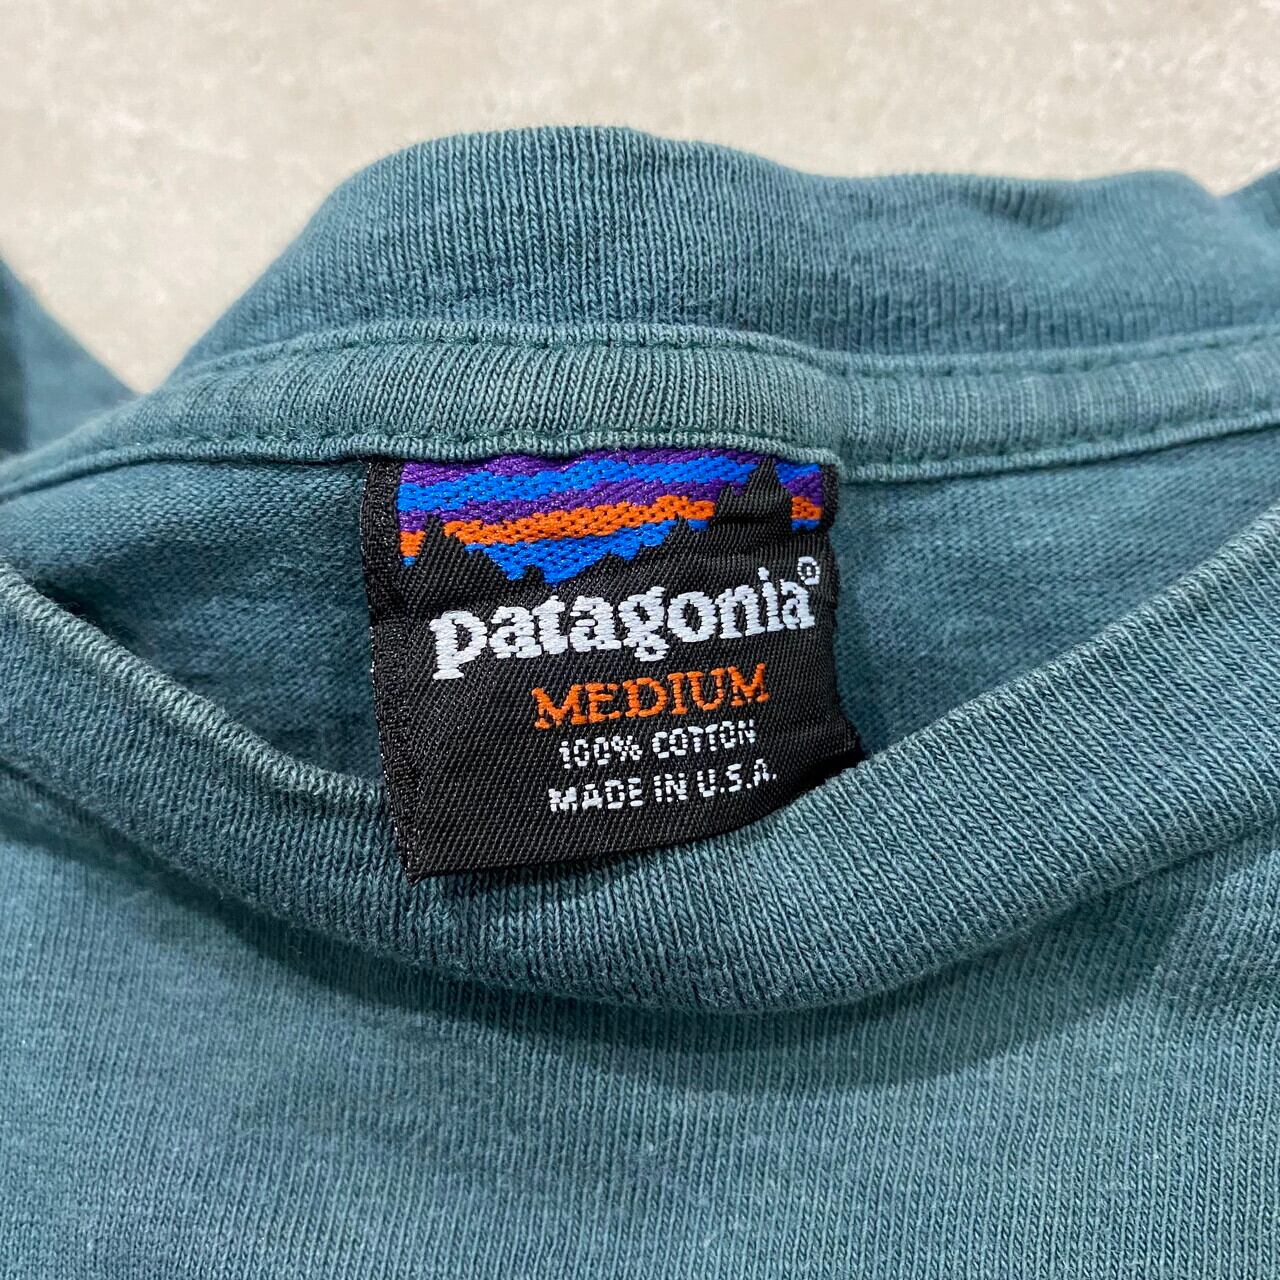 patagonia®
MEDIUM
100% COTTON
MADE IN U.S.A.